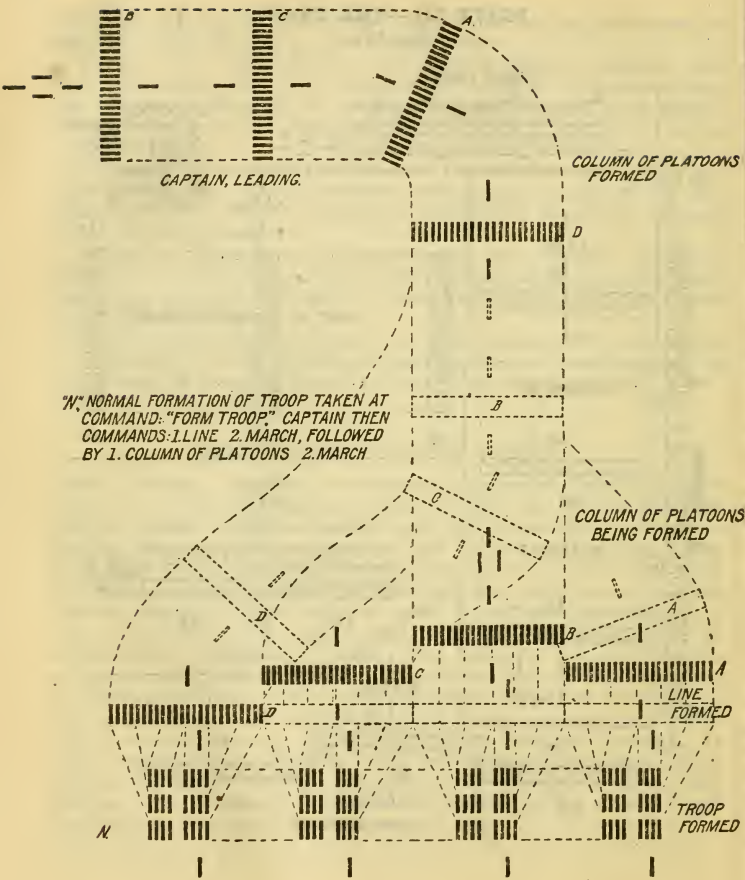 B
C
A.
CAPTAIN, LEADING.
COLUMN OF PLATOONS
FORMED
D
B
"N," NORMAL FORMATION OF TROOP TAKEN AT
COMMAND: "FORM TROOP." CAPTAIN THEN
COMMANDS: 1. LINE 2. MARCH, FOLLOWED
BY 1. COLUMN OF PLATOONS 2. MARCH
C
COLUMN OF PLATOONS
BEING FORMED
D
A
B
C
A
LINE
D
FORMED
TROOP
FORMED
N.